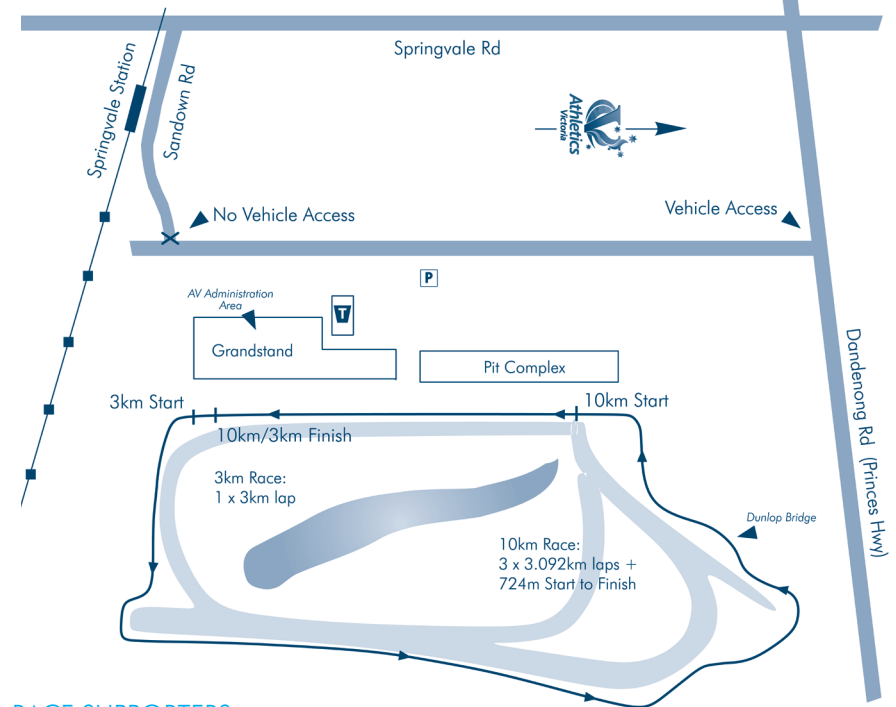 Springvale Rd
Springvale Station
Sandown Rd
Athletics
Victoria
No Vehicle Access
Vehicle Access
P
AV Administration
Area
T
Grandstand
Pit Complex
Dandenong Rd (Princes Hwy)
3km Start
10km Start
10km/3km Finish
3km Race:
1 x 3km lap
Dunlop Bridge
10km Race:
3 x 3.092km laps +
724m Start to Finish
RACE SUPPORTERS